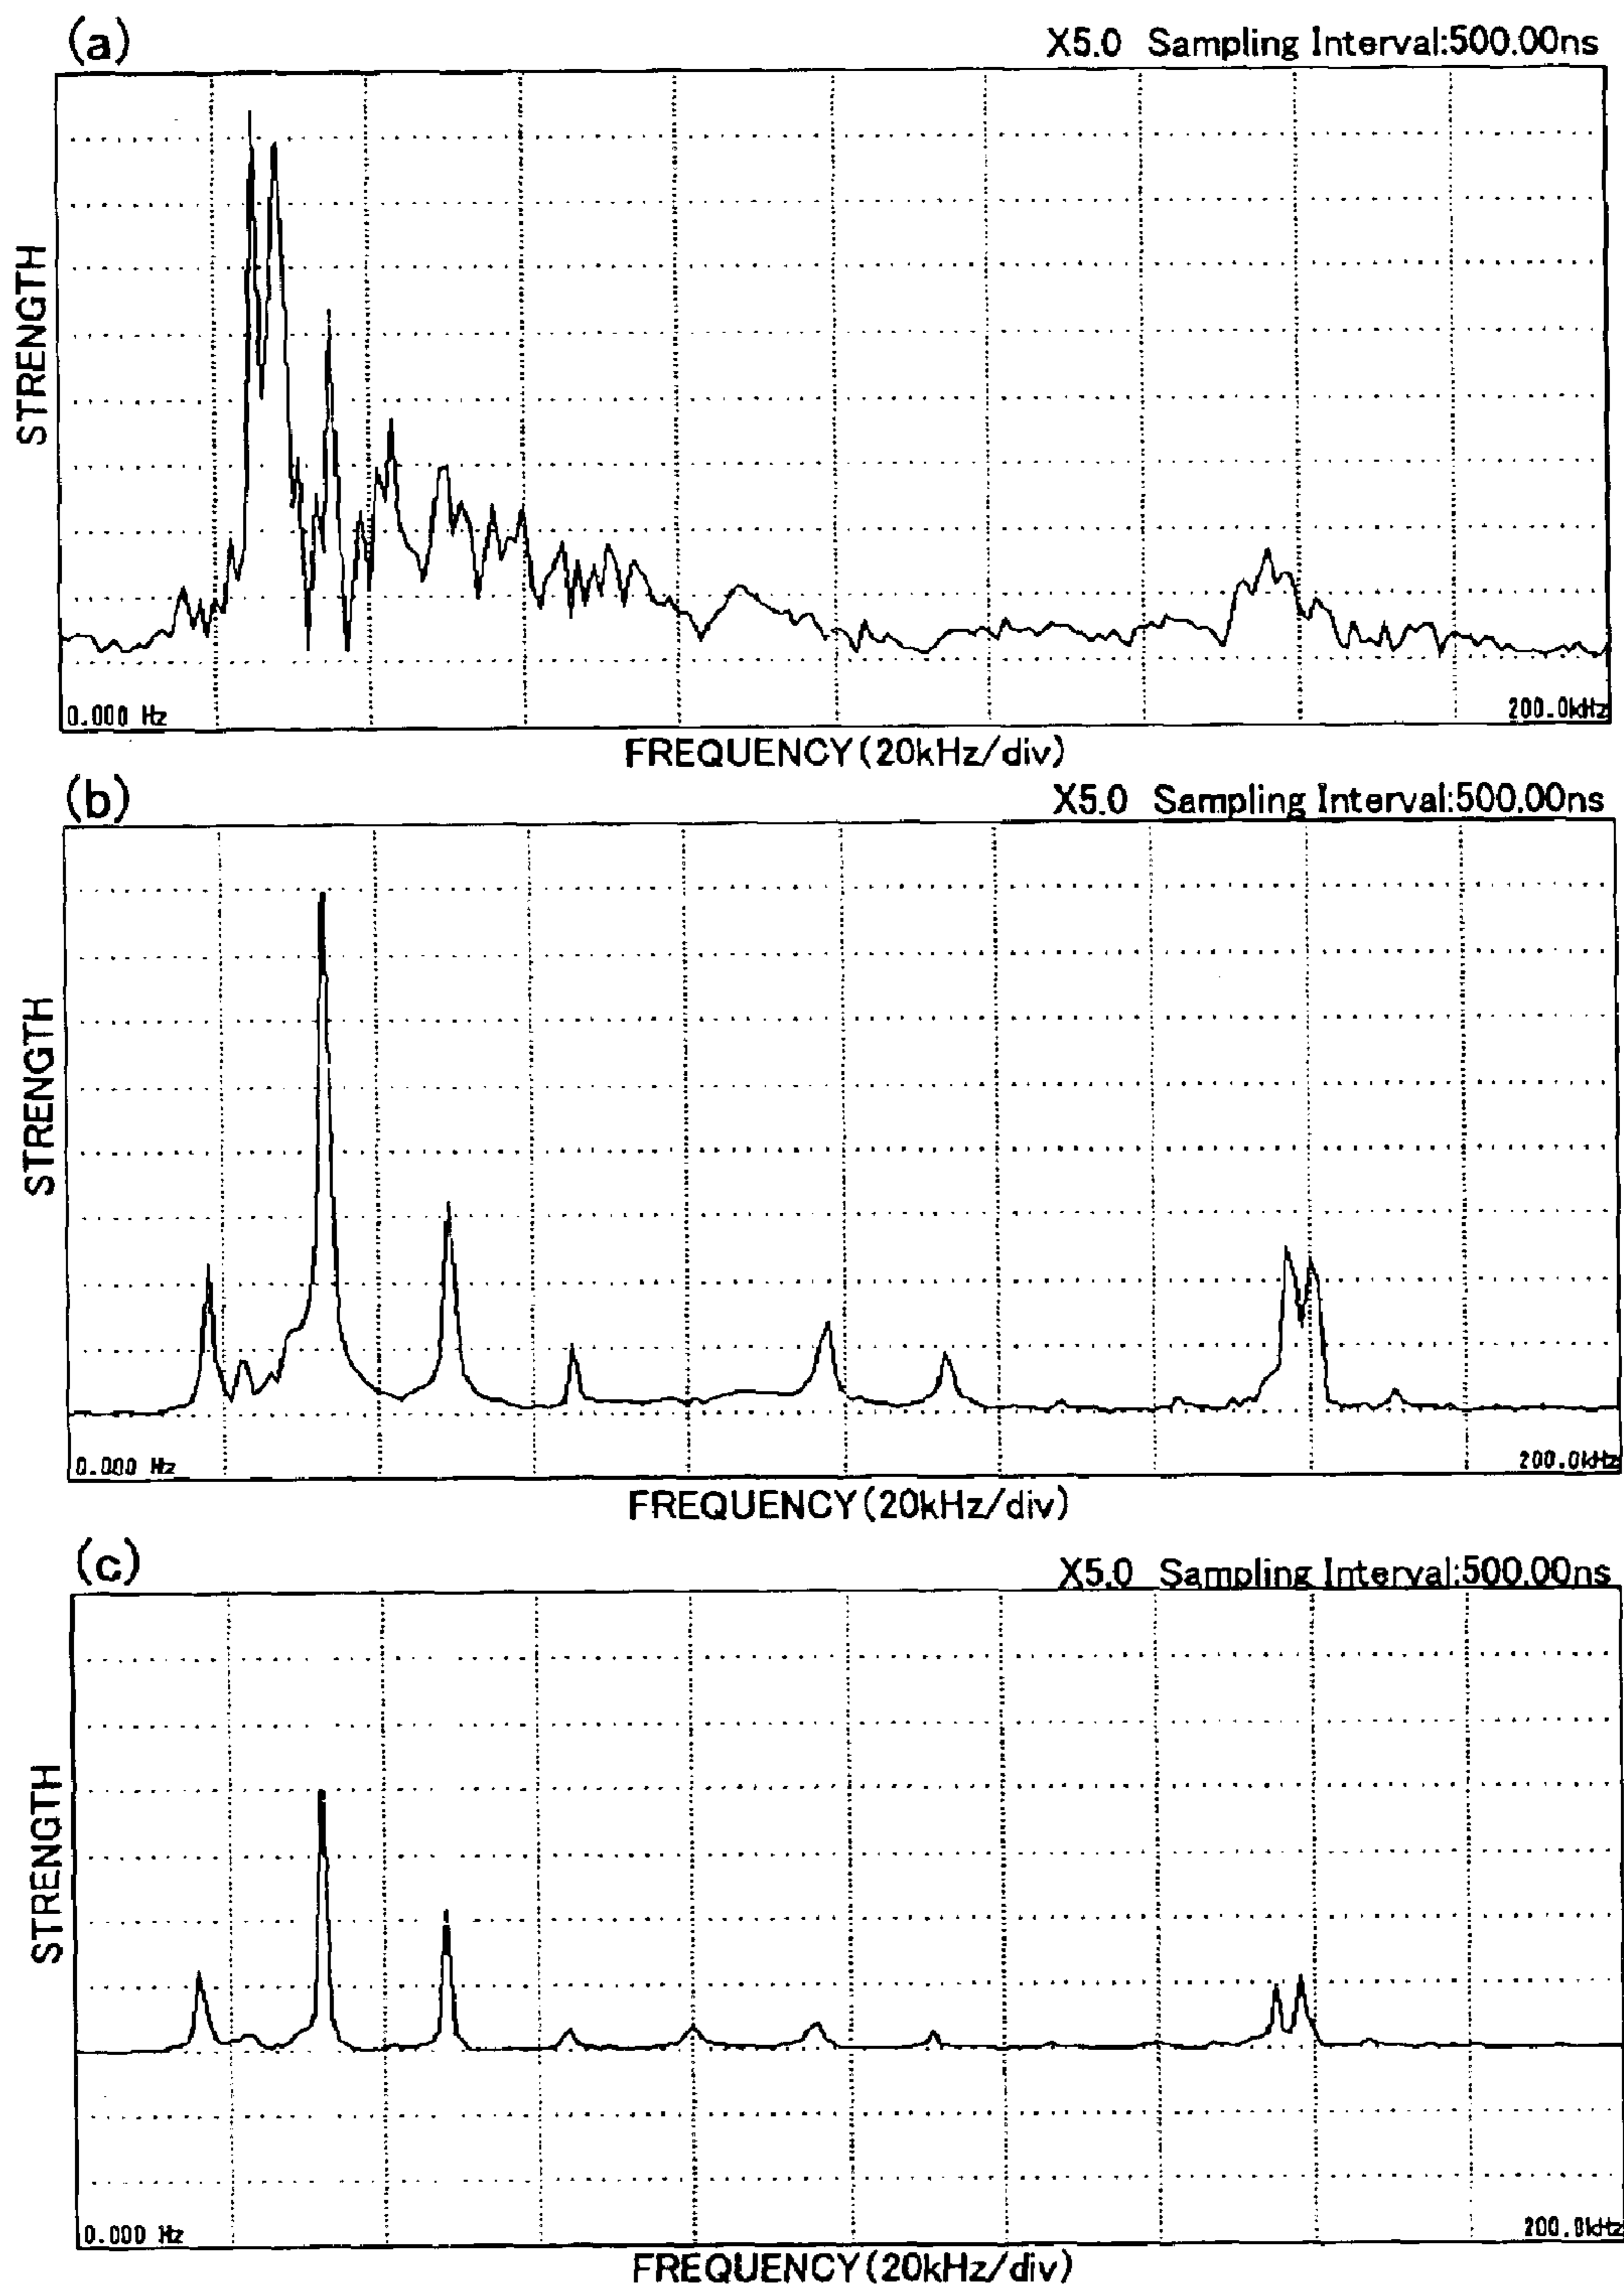 (a)
X5.0 Sampling Interval:500.00ns
STRENGTH
0.000 Hz
200.0kHz
FREQUENCY(20kHz/div)
(b)
X5.0 Sampling Interval:500.00ns
STRENGTH
0.000 Hz
200.0kHz
FREQUENCY(20kHz/div)
(c)
X5.0 Sampling Interval:500.00ns
STRENGTH
0.000 Hz
200.0kHz
FREQUENCY(20kHz/div)